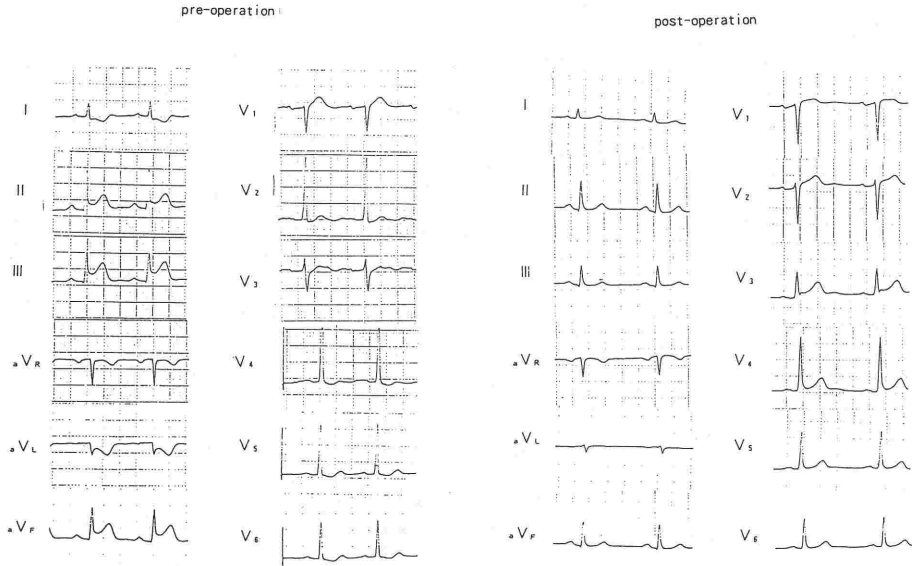 pre-operation
I
II
III
aVR
aVL
aVF
V1
V2
V3
V4
V5
V6
post-operation
I
II
III
aVR
aVL
aVF
V1
V2
V3
V4
V5
V6